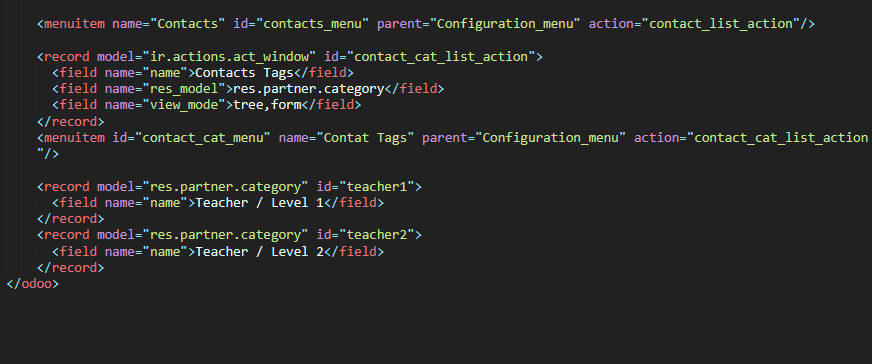 <menuitem name="Contacts" id="contacts_menu" parent="Configuration_menu" action="contact_list_action"/>
<record model="ir.actions.act_window" id="contact_cat_list_action">
<field name="name">Contacts Tags</field>
<field name="res_model">res.partner.category</field>
<field name="view_mode">tree,form</field>
</record>
<menuitem id="contact_cat_menu" name="Contat Tags" parent="Configuration_menu" action="contact_cat_list_action
"/>
<record model="res.partner.category" id="teacher1">
<field name="name">Teacher / Level 1</field>
</record>
<record model="res.partner.category" id="teacher2">
<field name="name">Teacher / Level 2</field>
</record>
</odoo>